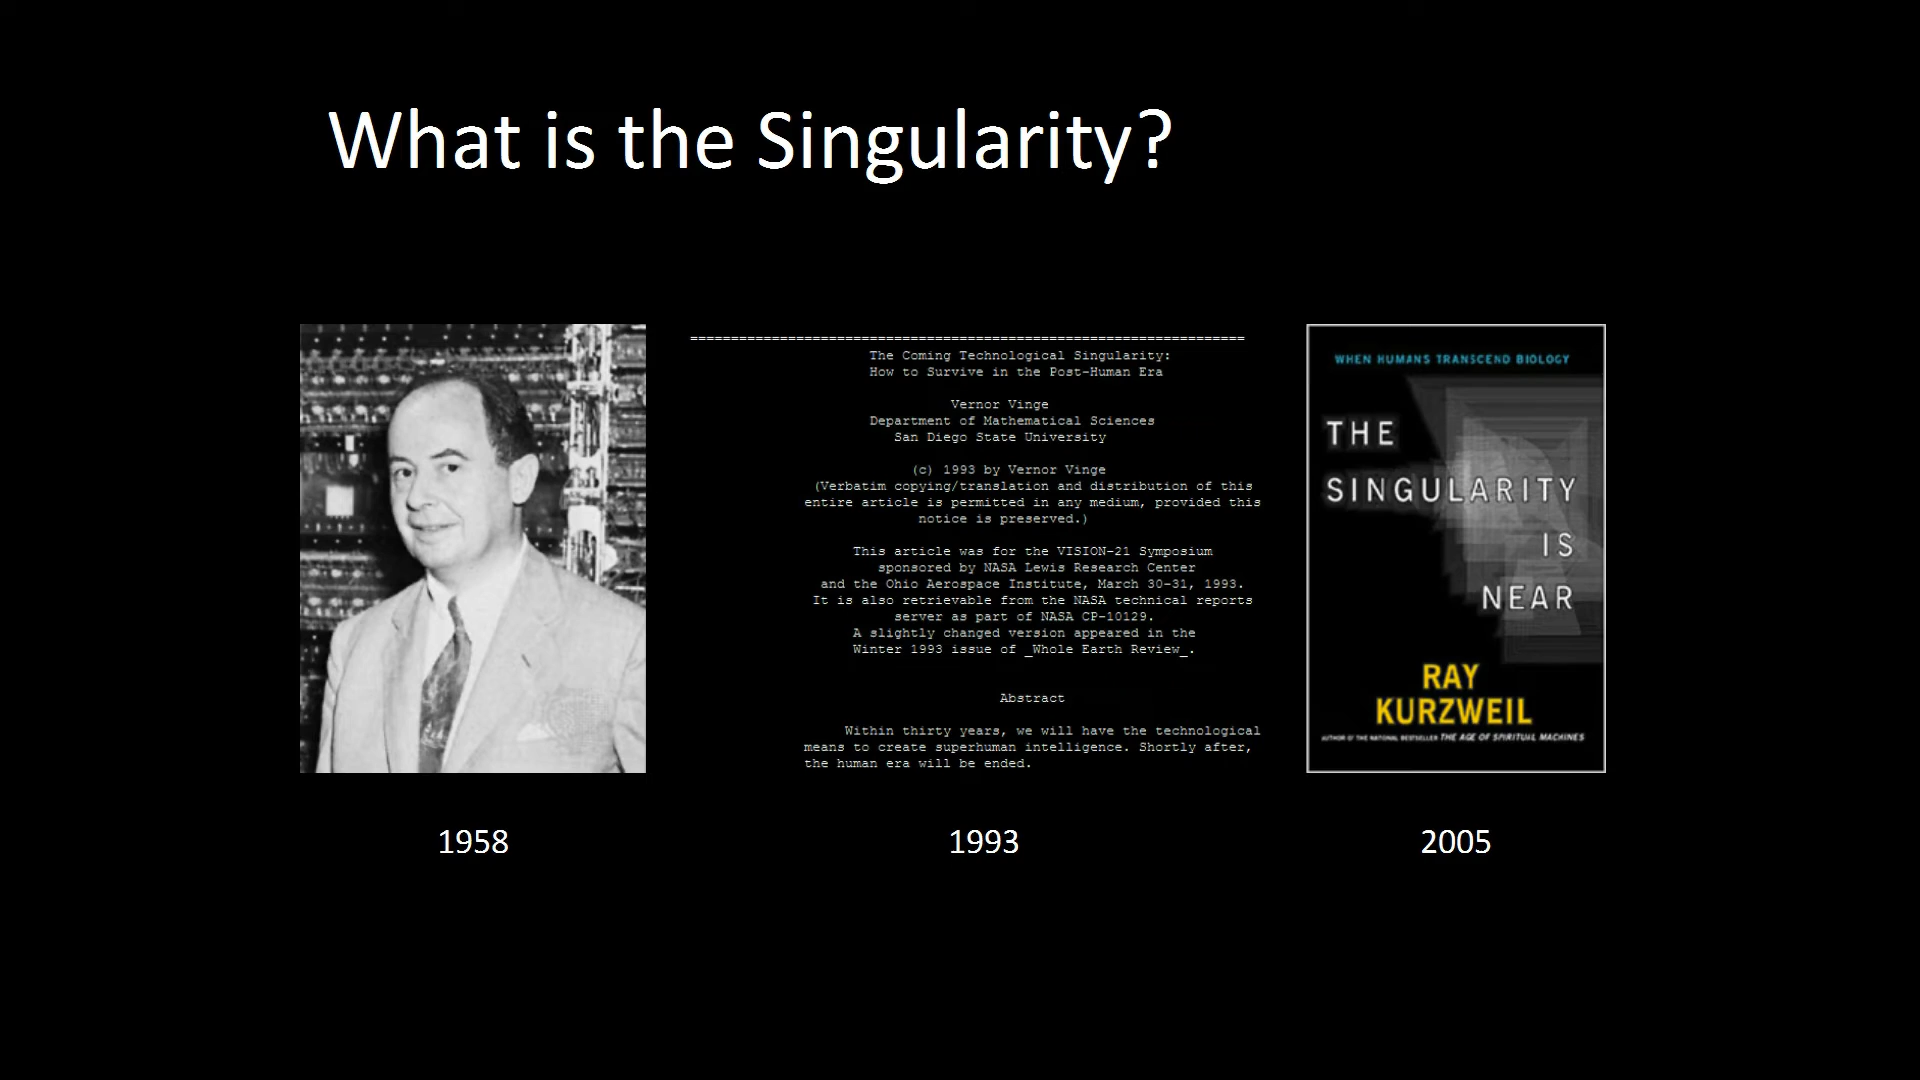 What is the Singularity?
==================================================================== 
The Coming Technological Singularity:
How to Survive in the Post-Human Era
Vernor Vinge
Department of Mathematical Sciences
San Diego State University
(c) 1993 by Vernor Vinge
(Verbatim copying/translation and distribution of this
entire article is permitted in any medium, provided this
notice is preserved.)
This article was for the VISION-21 Symposium
sponsored by NASA Lewis Research Center
and the Ohio Aerospace Institute, March 30-31, 1993.
It is also retrievable from the NASA technical reports
server as part of NASA CP-10129.
A slightly changed version appeared in the
Winter 1993 issue of _Whole Earth Review_.
Abstract
Within thirty years, we will have the technological
means to create superhuman intelligence. Shortly after,
the human era will be ended.
WHEN HUMANS TRANSCEND BIOLOGY
THE
SINGULARITY
IS
NEAR
RAY
KURZWEIL
AUTHOR OF THE NATIONAL BESTSELLER THE AGE OF SPIRITUAL MACHINES
1958
1993
2005